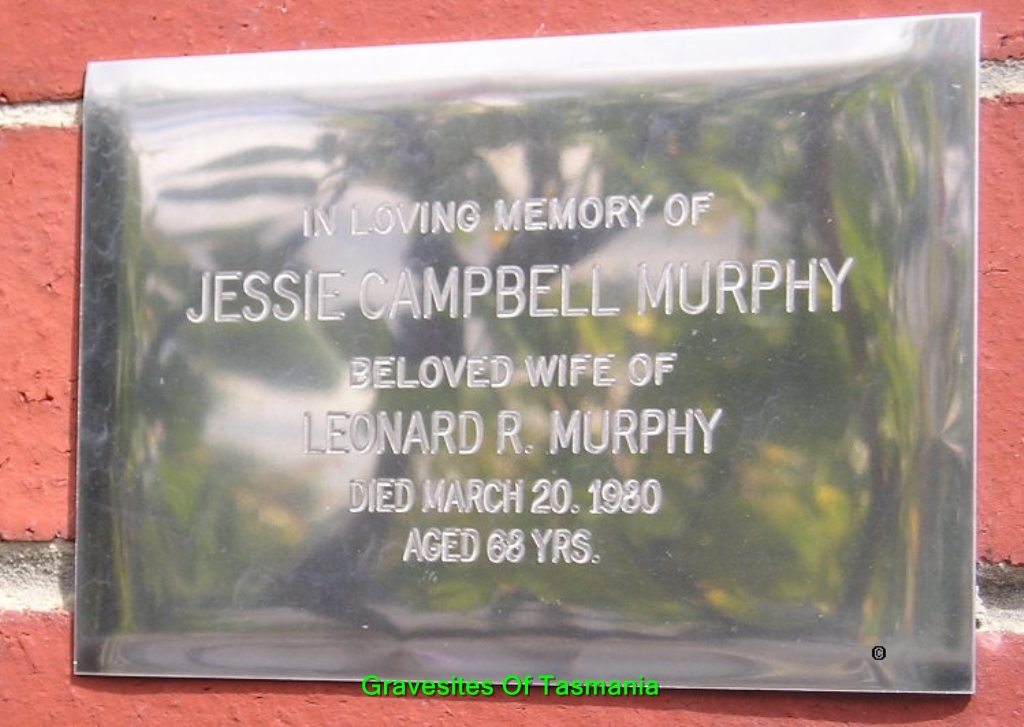 IN LOVING MEMORY OF
JESSIE CAMPBELL MURPHY
BELOVED WIFE OF
LEONARD R. MURPHY
DIED MARCH 20. 1980
AGED 68 YRS.
©
Gravesites Of Tasmania